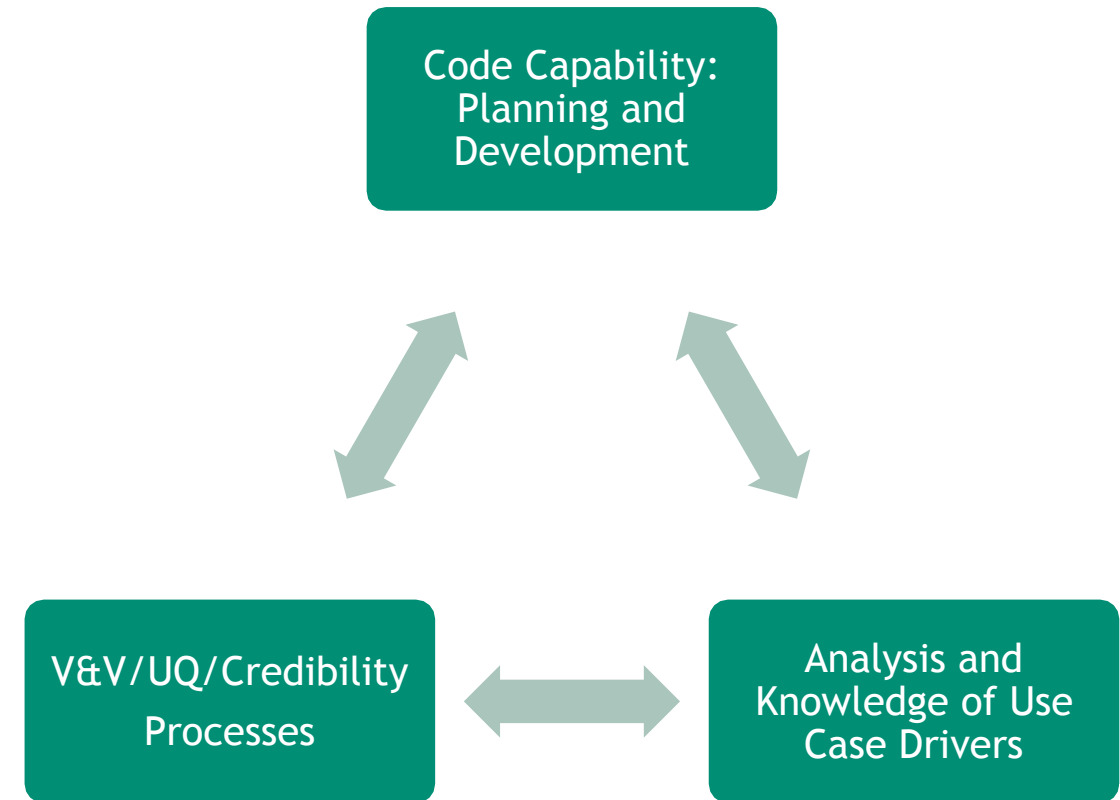 Code Capability:
Planning and
Development
V&V/UQ/Credibility
Processes
Analysis and
Knowledge of Use
Case Drivers